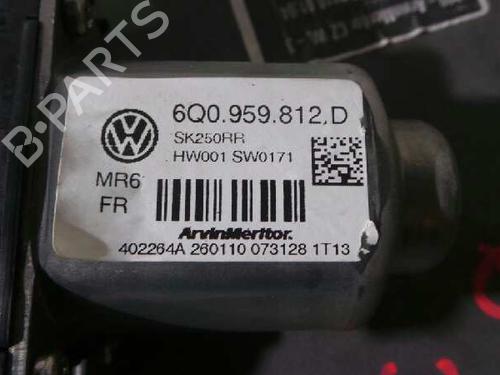 B-PARTS
6Q0.959.812.D
SK250RR
HW001 SW0171
MR6
FR
ArvinMeritor
402264A 260110 073128 1T13